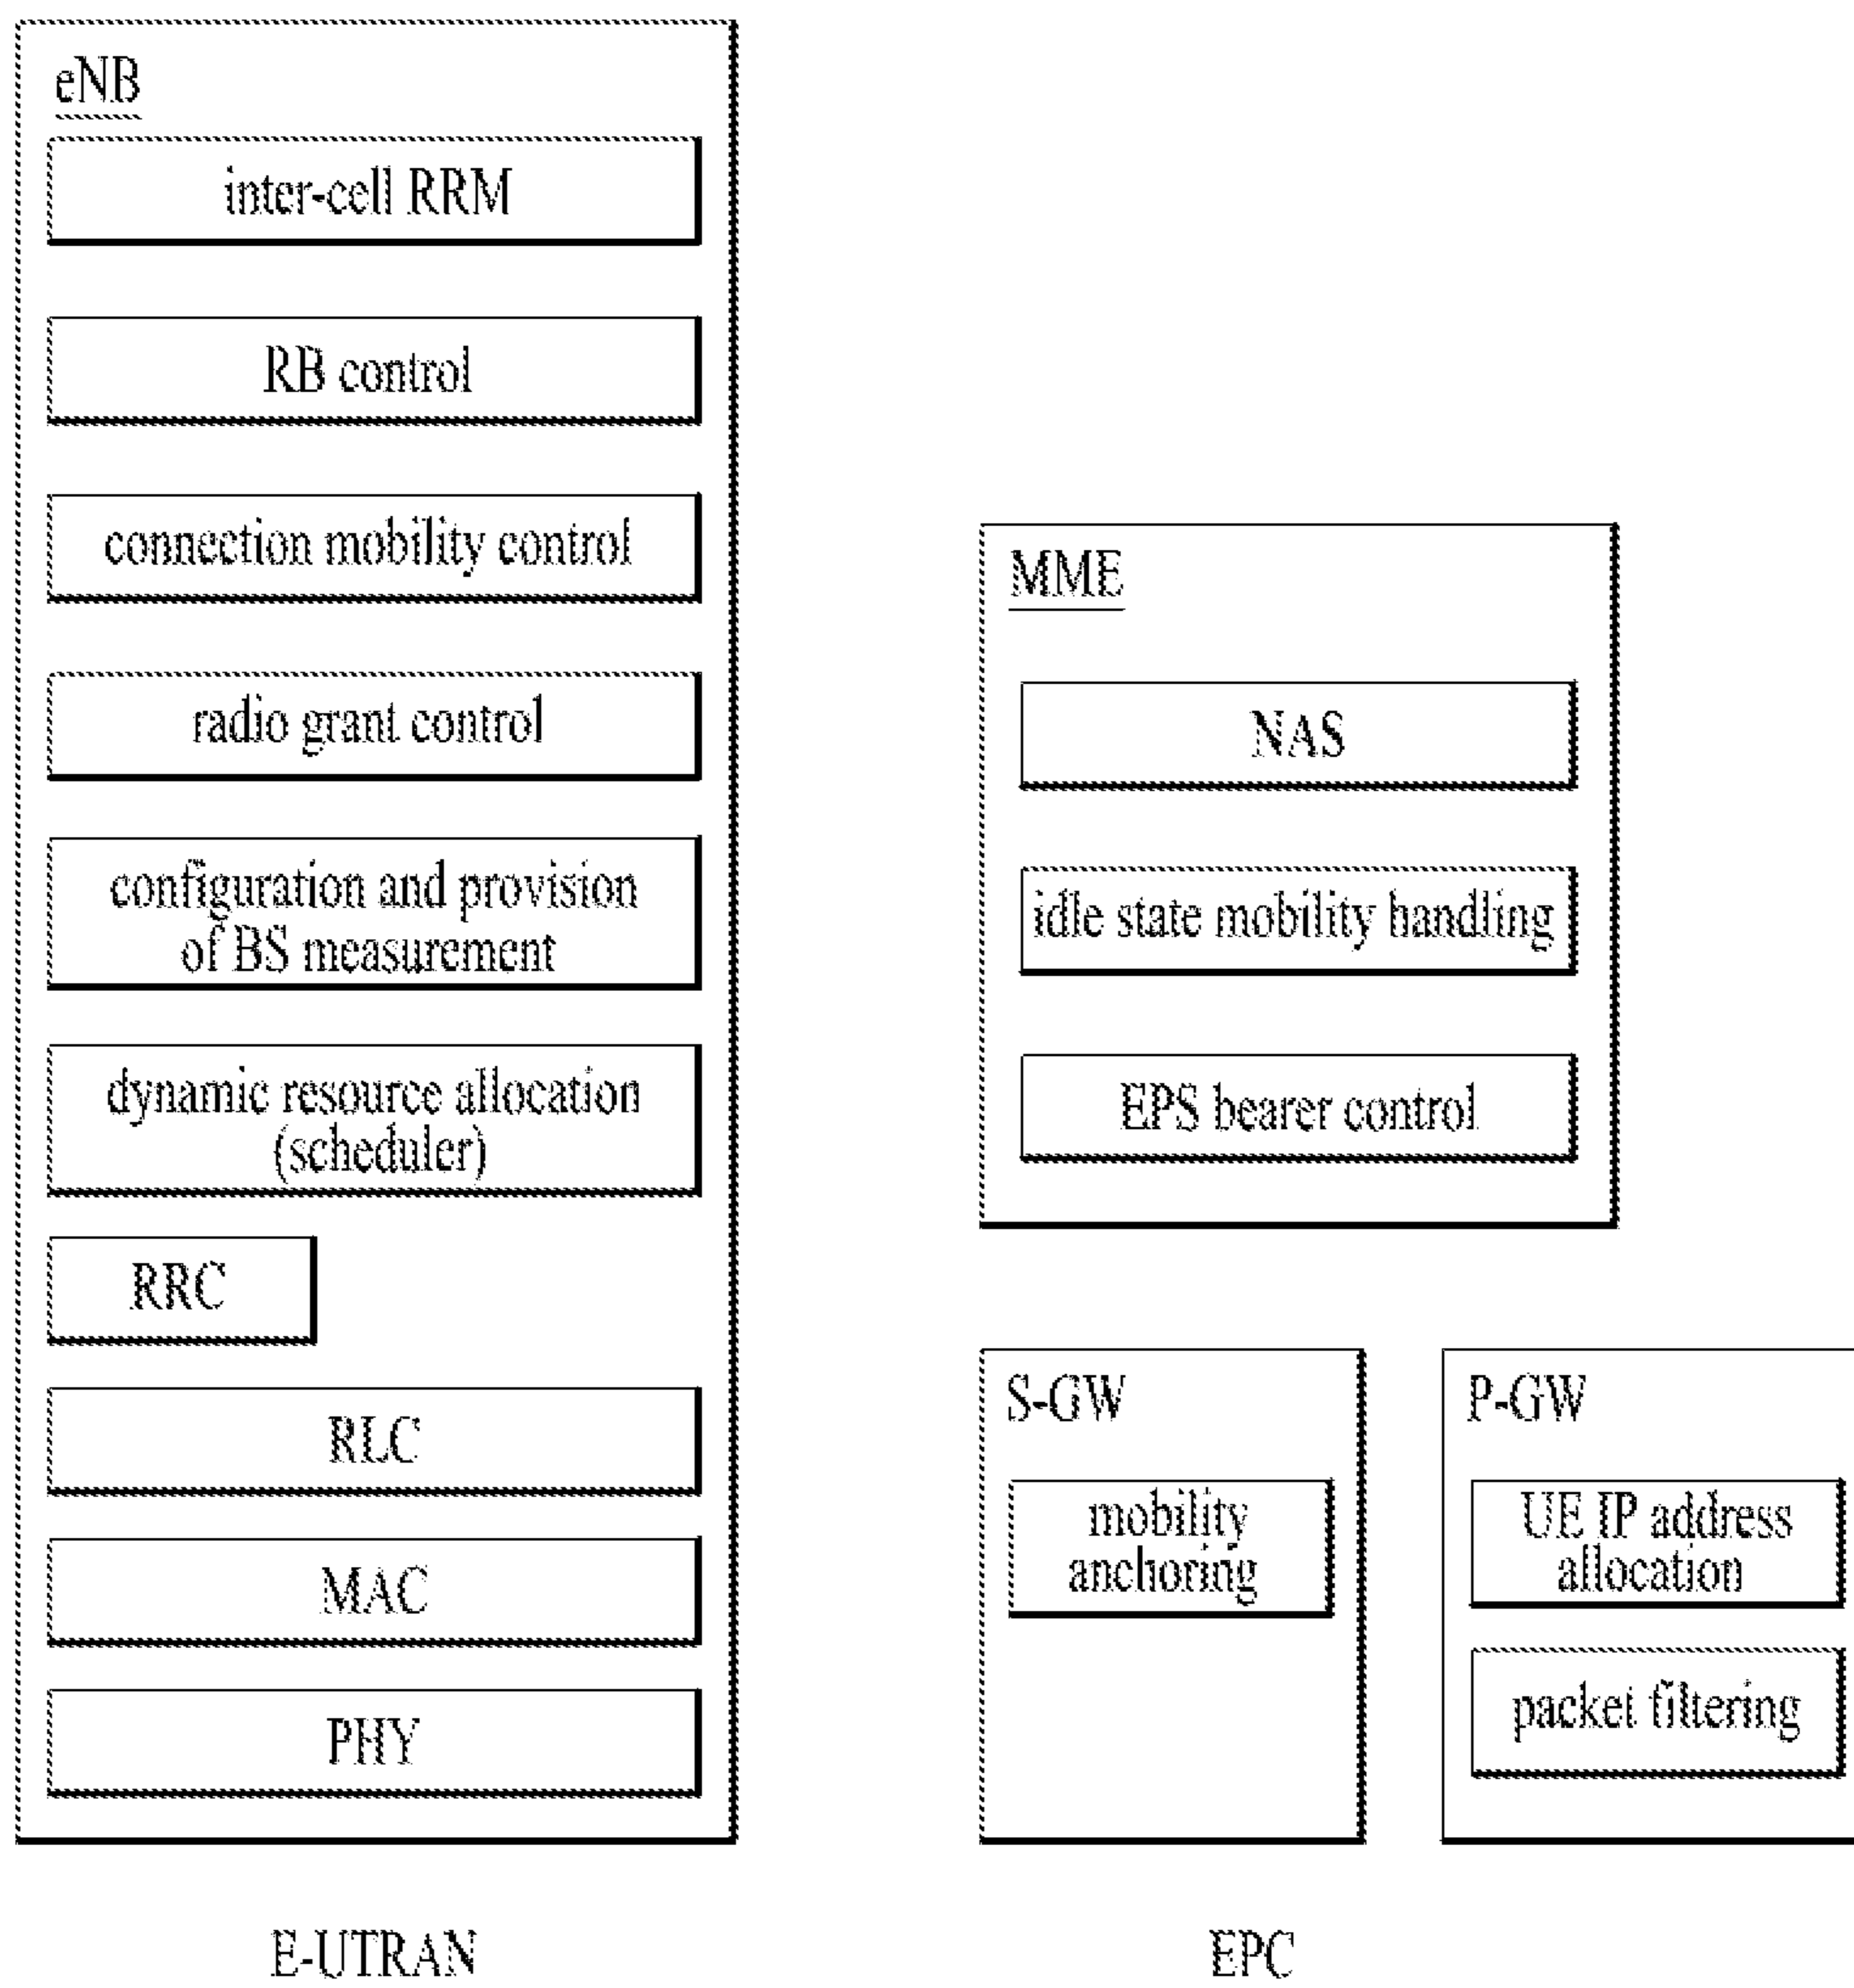 eNB
inter-cell RRM
RB control
connection mobility control
radio grant control
configuration and provision
of BS measurement
dynamic resource allocation
(scheduler)
RRC
RLC
MAC
PHY
E-UTRAN
MME
NAS
idle state mobility handling
EPS bearer control
S-GW
mobility
anchoring
P-GW
UE IP address
allocation
packet filtering
EPC